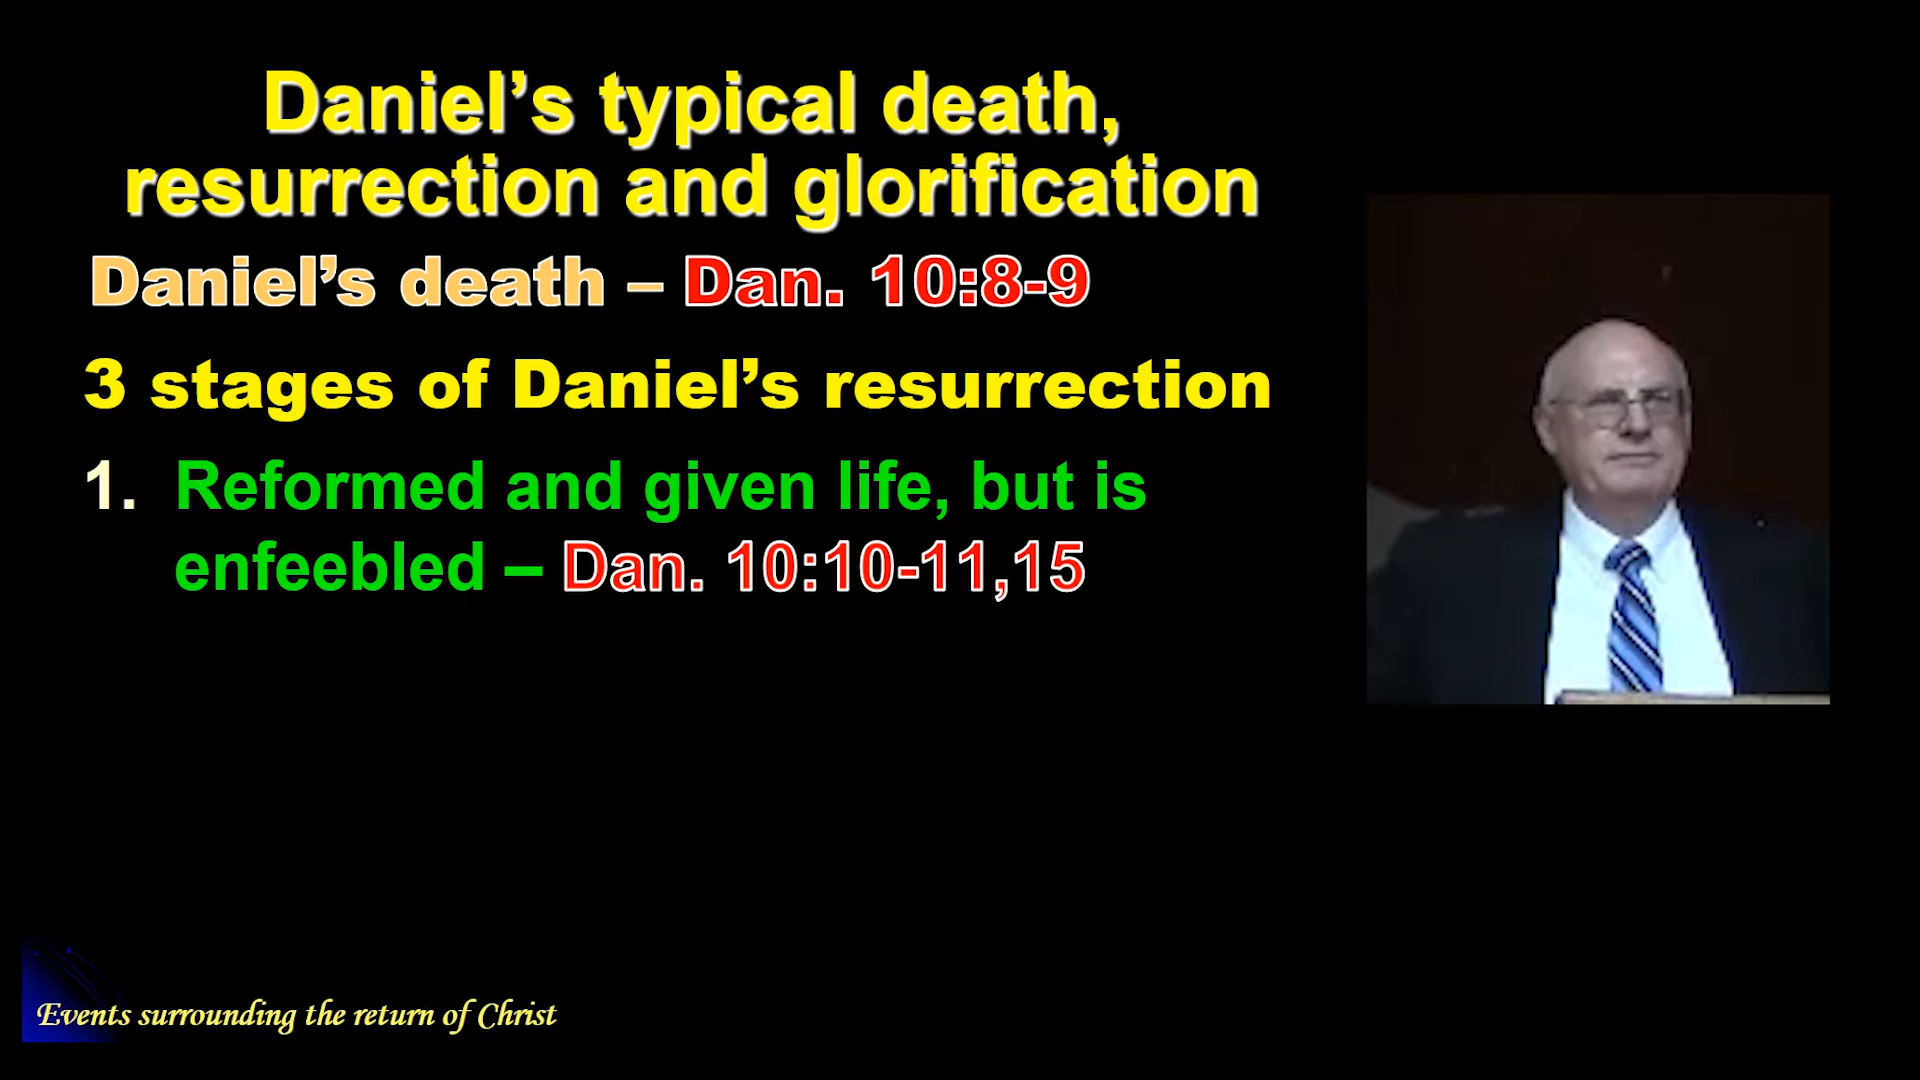 Daniel’s typical death,
resurrection and glorification
Daniel’s death – Dan. 10:8-9
3 stages of Daniel’s resurrection
1. Reformed and given life, but is
enfeebled – Dan. 10:10-11,15
Events surrounding the return of Christ